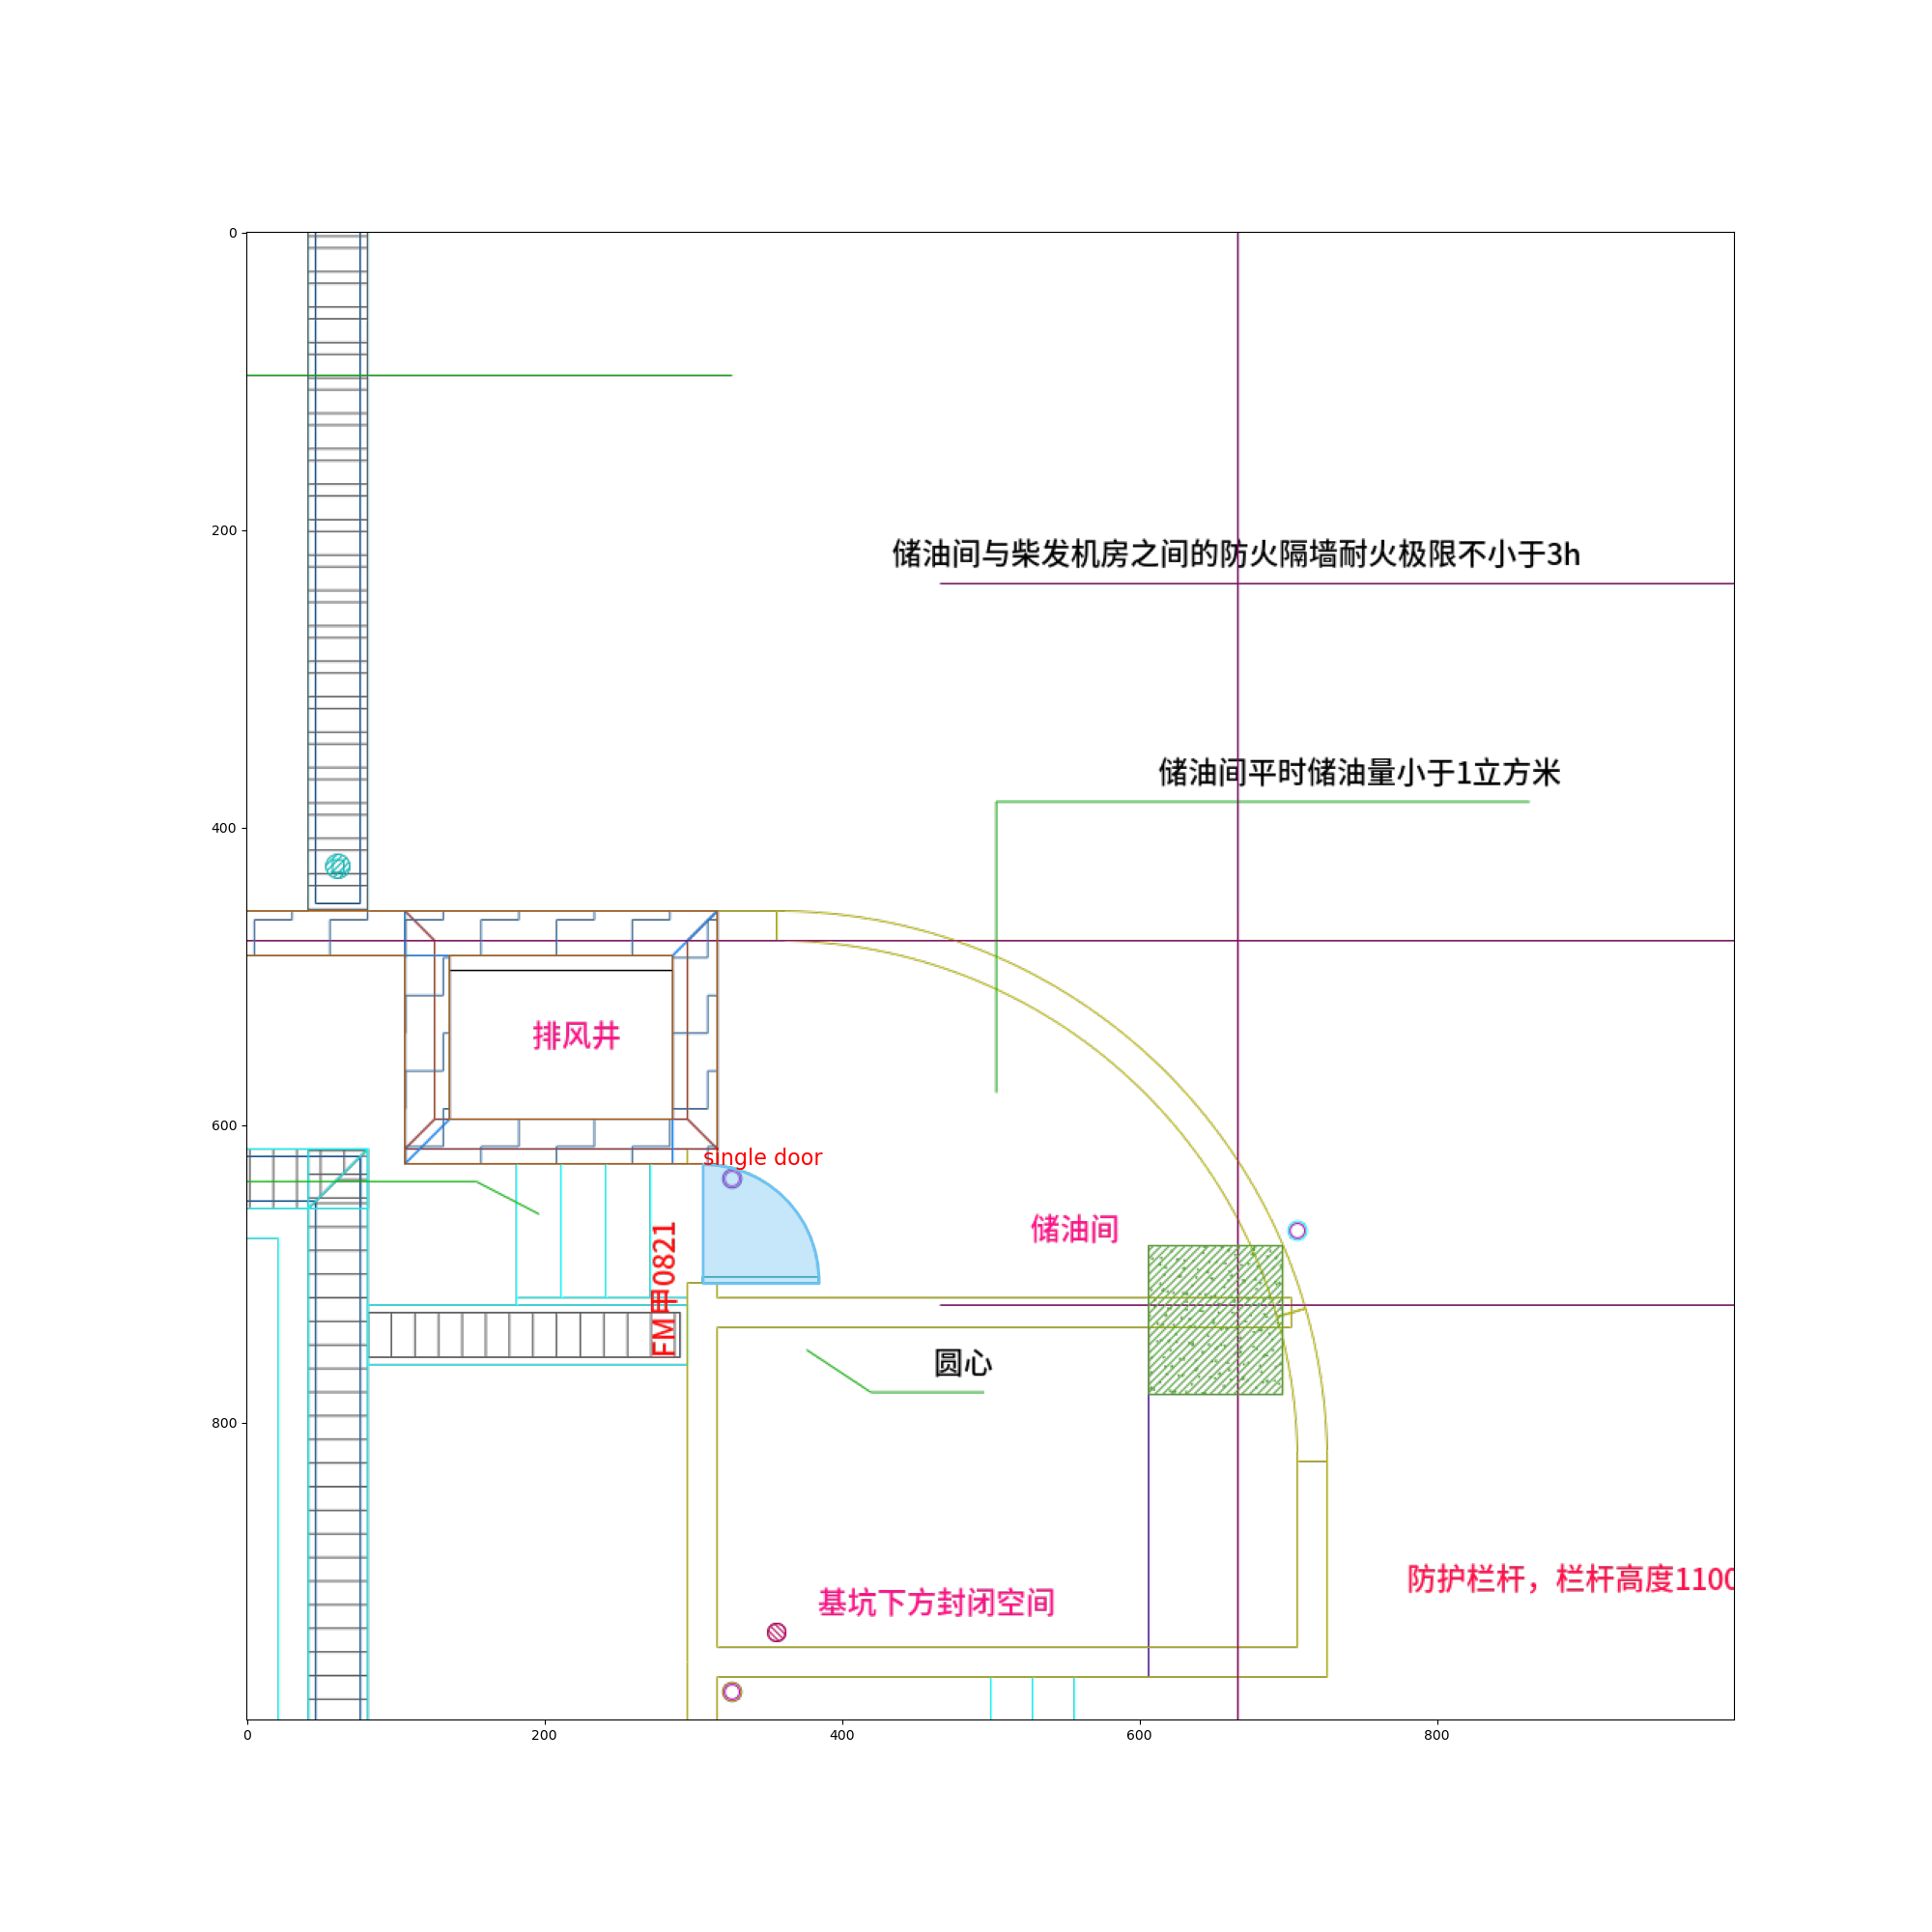 0
200
储油间与柴发机房之间的防火隔墙耐火极限不小于3h
储油间平时储油量小于1立方米
400
排风井
600
single door
储油间
FM甲0821
圆心
800
防护栏杆，栏杆高度1100
基坑下方封闭空间
0 200 400 600 800